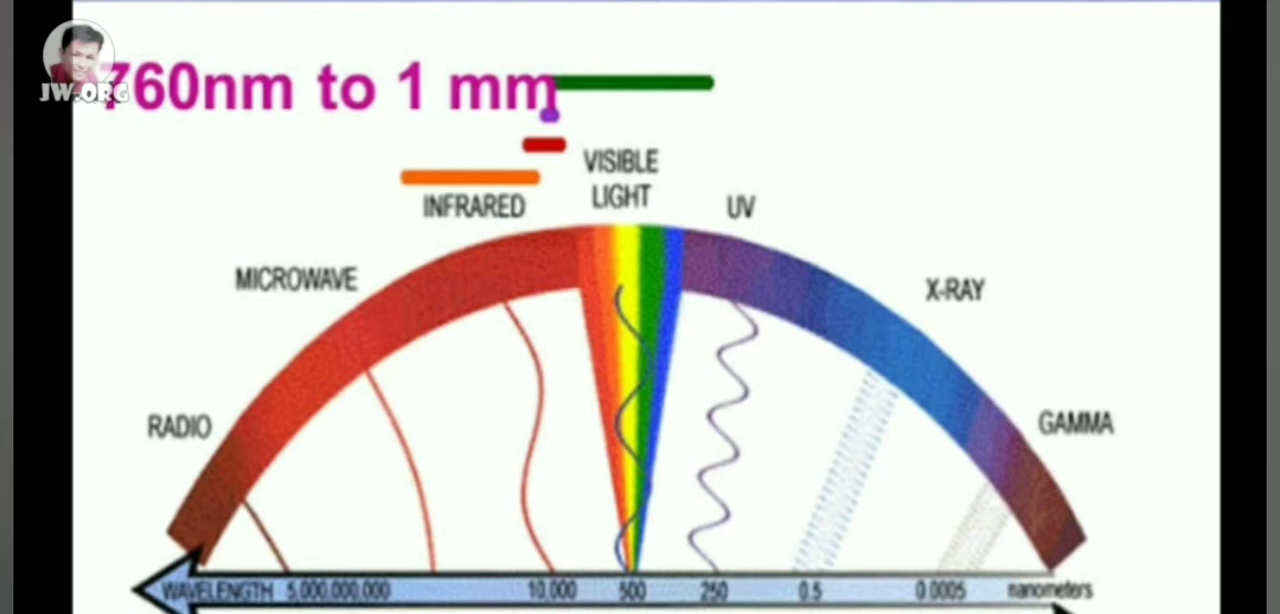 760nm to 1 mm
JW.ORG
VISIBLE
LIGHT
INFRARED
UV
MICROWAVE
X-RAY
RADIO
GAMMA
WAVELENGTH 5,000,000,000 10,000 500 250 0.5 0.0005 nanometers